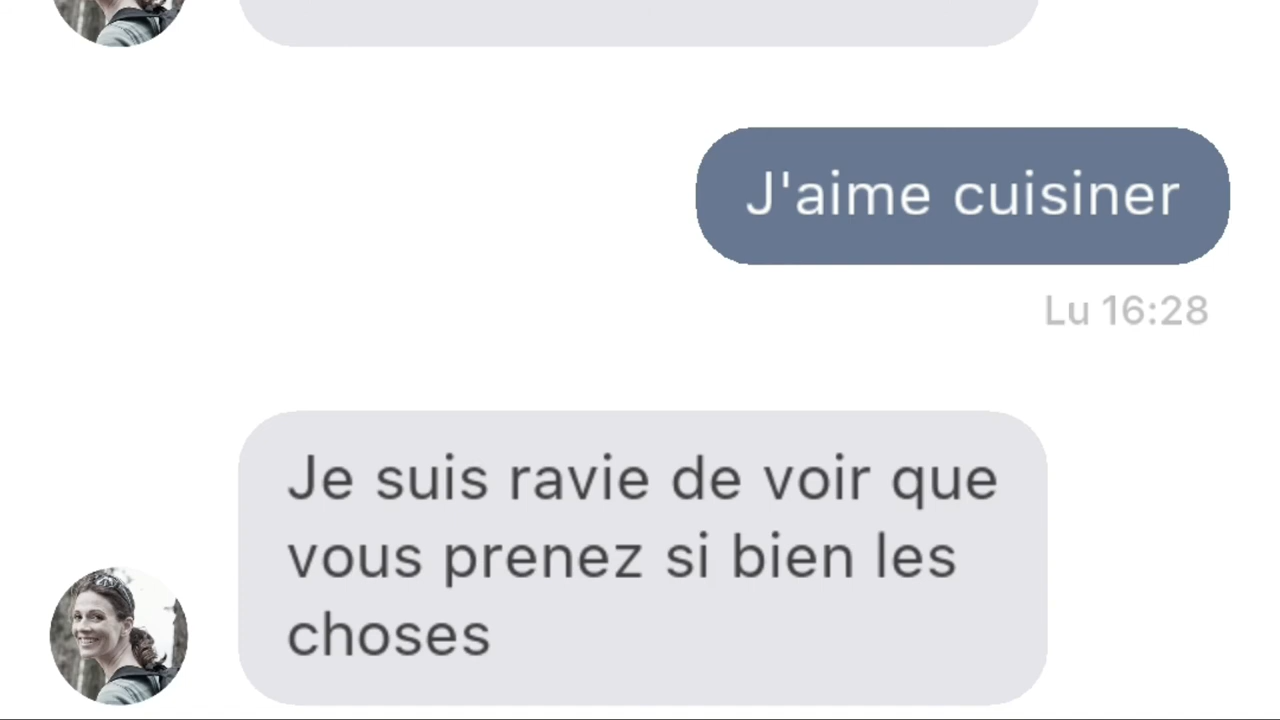 J'aime cuisiner
Lu 16:28
Je suis ravie de voir que
vous prenez si bien les
choses